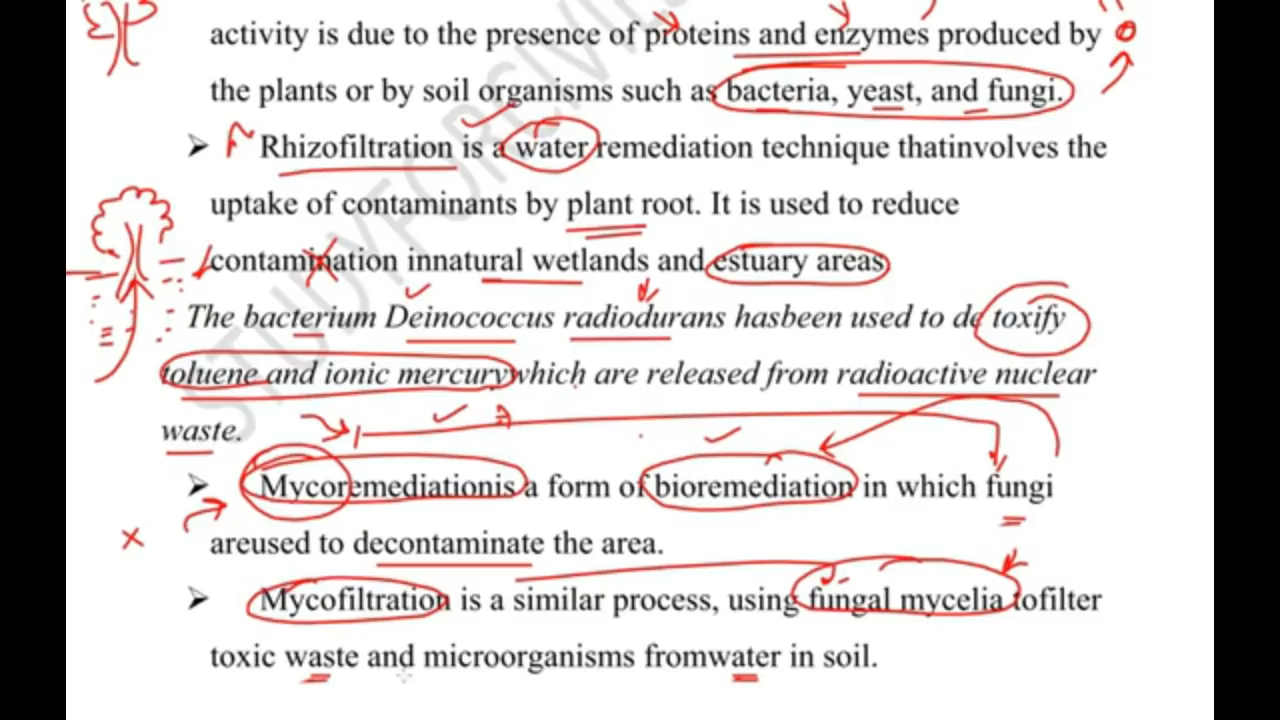 activity is due to the presence of proteins and enzymes produced by
the plants or by soil organisms such as bacteria, yeast, and fungi.
➢ Rhizofiltration is a water remediation technique thatinvolves the
uptake of contaminants by plant root. It is used to reduce
contamination innatural wetlands and estuary areas
The bacterium Deinococcus radiodurans hasbeen used to de toxify
toluene and ionic mercurywhich are released from radioactive nuclear
waste.
➢ Mycoremediationis a form of bioremediation in which fungi
areused to decontaminate the area.
➢ Mycofiltration is a similar process, using fungal mycelia tofilter
toxic waste and microorganisms fromwater in soil.
STUDYFORCIVIL